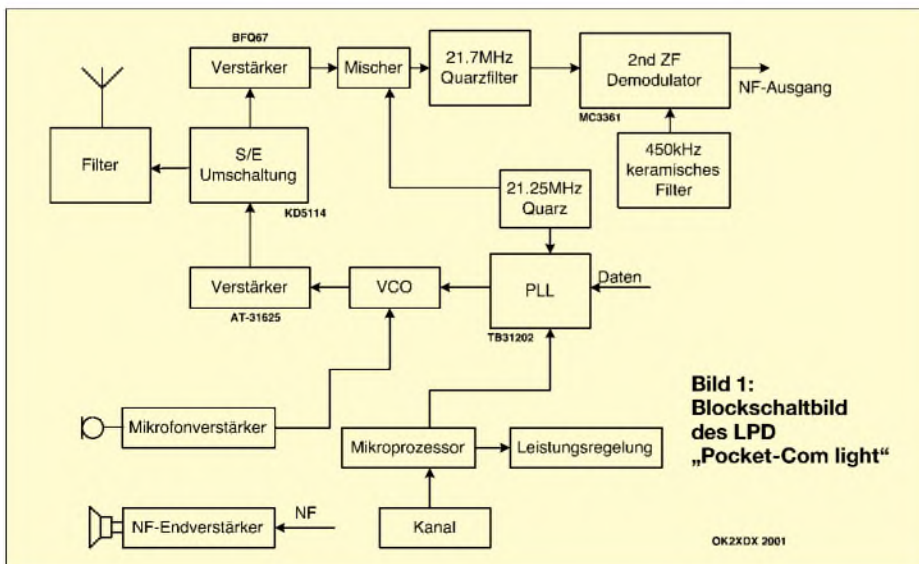 BFQ67
Verstärker
Mischer
21.7MHz
Quarzfilter
2nd ZF
Demodulator
NF-Ausgang
MC3361
Filter
S/E
Umschaltung
KD5114
21.25MHz
Quarz
450kHz
keramisches
Filter
Verstärker
AT-31625
VCO
PLL
TB31202
Daten
Mikrofonverstärker
Mikroprozessor
Leistungsregelung
Kanal
NF-Endverstärker
NF
Bild 1:
Blockschaltbild
des LPD
„Pocket-Com light“
OK2XDX 2001